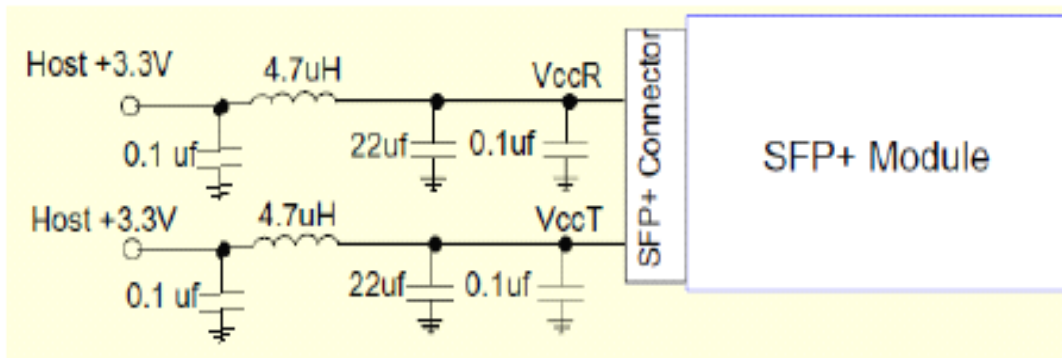 Host +3.3V
4.7uH
VccR
0.1 uf
22uf
0.1uf
Host +3.3V
4.7uH
VccT
0.1 uf
22uf
0.1uf
SFP+ Connector
SFP+ Module